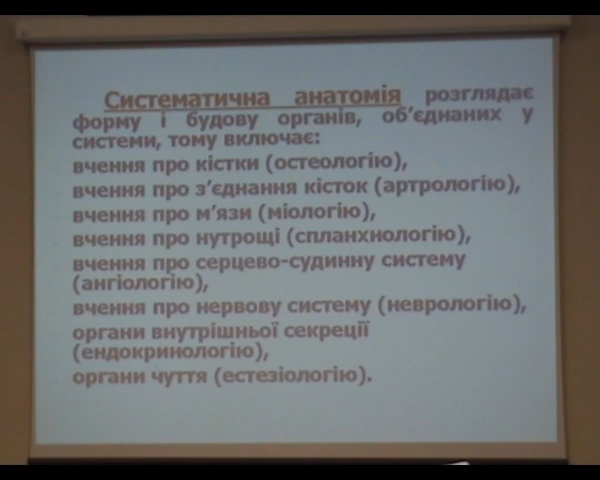 Систематична анатомія розглядає
форму і будову органів, об’єднаних у
системи, тому включає:
вчення про кістки (остеологію),
вчення про з’єднання кісток (артрологію),
вчення про м’язи (міологію),
вчення про нутрощі (спланхнологію),
вчення про серцево-судинну систему
(ангіологію),
вчення про нервову систему (неврологію),
органи внутрішньої секреції
(ендокринологію),
органи чуття (естезіологію).